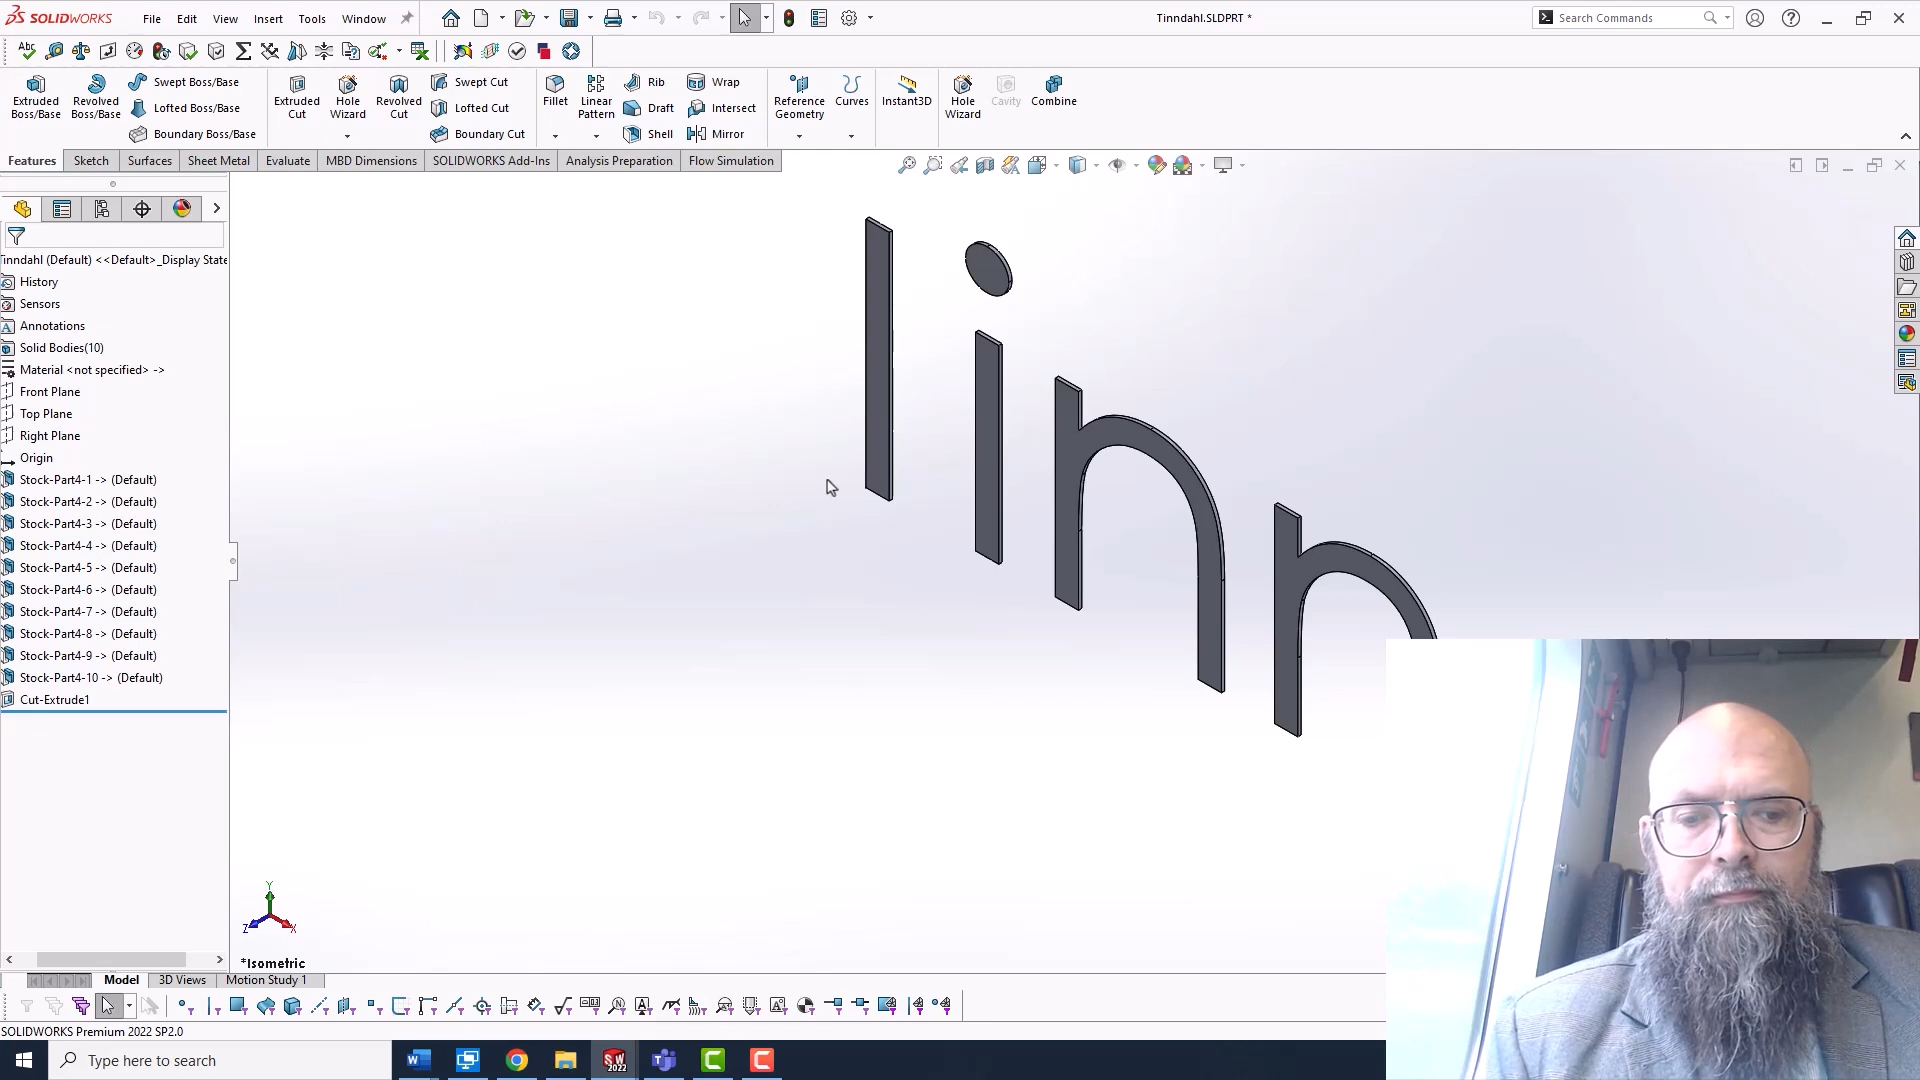 SOLIDWORKS File Edit View Insert Tools Window
Tinndahl.SLDPRT *
Search Commands
Extruded Boss/Base
Revolved Boss/Base
Swept Boss/Base
Lofted Boss/Base
Boundary Boss/Base
Extruded Cut
Hole Wizard
Revolved Cut
Swept Cut
Lofted Cut
Boundary Cut
Fillet
Linear Pattern
Rib
Draft
Shell
Wrap
Intersect
Mirror
Reference Geometry
Curves
Instant3D
Hole Wizard
Cavity
Combine
Features Sketch Surfaces Sheet Metal Evaluate MBD Dimensions SOLIDWORKS Add-Ins Analysis Preparation Flow Simulation
Tinndahl (Default) <<Default>_Display State
History
Sensors
Annotations
Solid Bodies(10)
Material <not specified> ->
Front Plane
Top Plane
Right Plane
Origin
Stock-Part4-1 -> (Default)
Stock-Part4-2 -> (Default)
Stock-Part4-3 -> (Default)
Stock-Part4-4 -> (Default)
Stock-Part4-5 -> (Default)
Stock-Part4-6 -> (Default)
Stock-Part4-7 -> (Default)
Stock-Part4-8 -> (Default)
Stock-Part4-9 -> (Default)
Stock-Part4-10 -> (Default)
Cut-Extrude1
linn
Y
Z X
*Isometric
Model 3D Views Motion Study 1
SOLIDWORKS Premium 2022 SP2.0
Type here to search